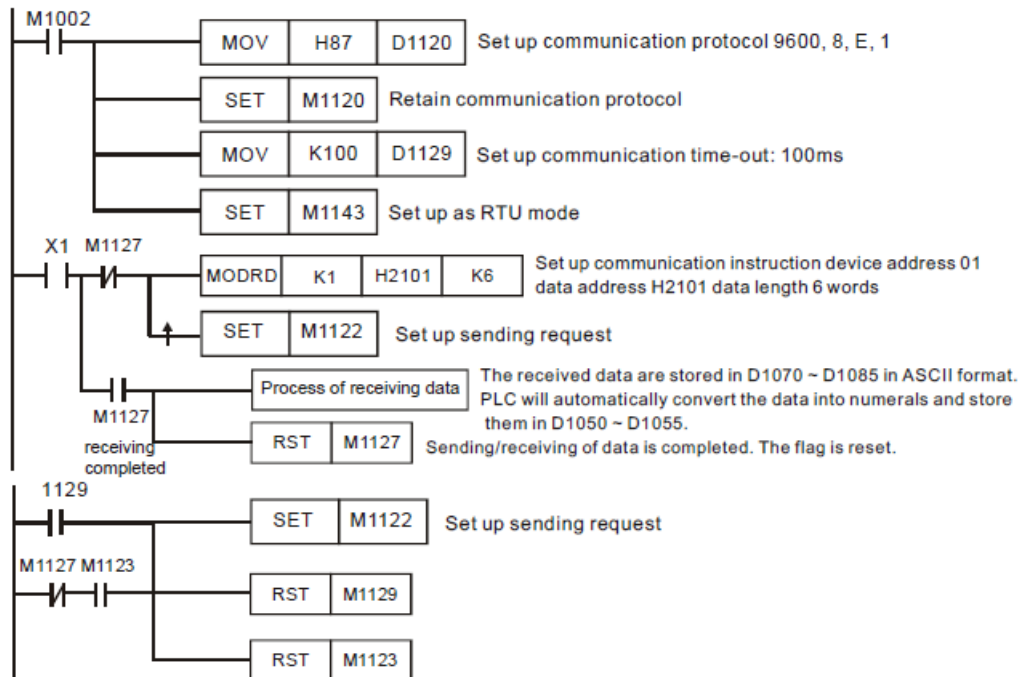 M1002
MOV H87 D1120 Set up communication protocol 9600, 8, E, 1
SET M1120 Retain communication protocol
MOV K100 D1129 Set up communication time-out: 100ms
SET M1143 Set up as RTU mode
X1 M1127
MODRD K1 H2101 K6 Set up communication instruction device address 01
data address H2101 data length 6 words
SET M1122 Set up sending request
M1127
receiving
completed
Process of receiving data The received data are stored in D1070 ~ D1085 in ASCII format.
PLC will automatically convert the data into numerals and store
them in D1050 ~ D1055.
RST M1127 Sending/receiving of data is completed. The flag is reset.
1129
SET M1122 Set up sending request
M1127 M1123
RST M1129
RST M1123